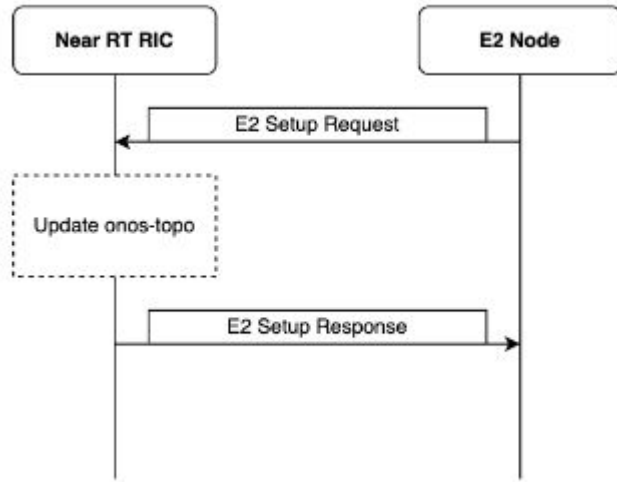 Near RT RIC
E2 Node
E2 Setup Request
Update onos-topo
E2 Setup Response